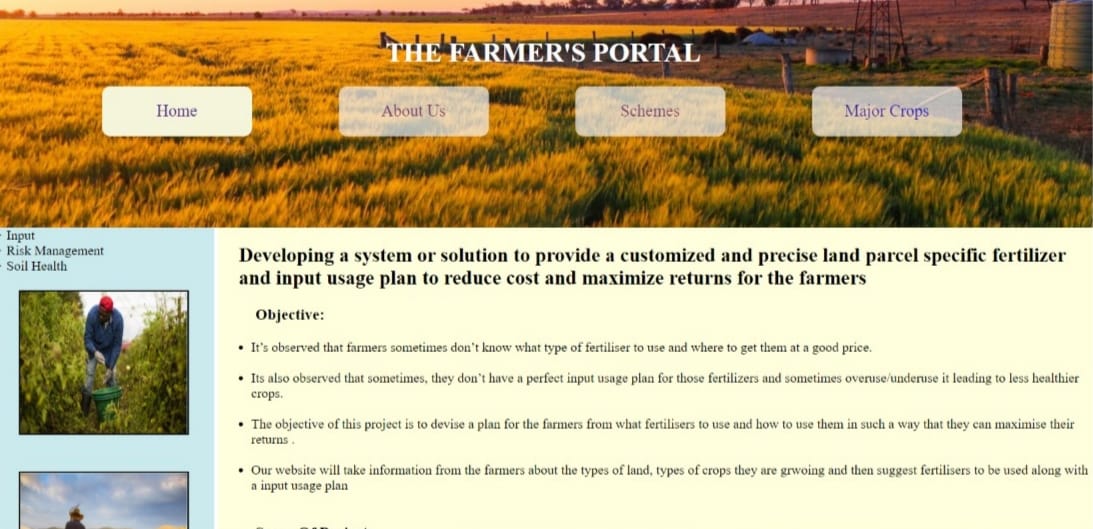 THE FARMER'S PORTAL
Home
About Us
Schemes
Major Crops
Input
Risk Management
Soil Health
Developing a system or solution to provide a customized and precise land parcel specific fertilizer
and input usage plan to reduce cost and maximize returns for the farmers
Objective:
• It's observed that farmers sometimes don't know what type of fertiliser to use and where to get them at a good price.
• Its also observed that sometimes, they don't have a perfect input usage plan for those fertilizers and sometimes overuse/underuse it leading to less healthier
crops.
• The objective of this project is to devise a plan for the farmers from what fertilisers to use and how to use them in such a way that they can maximise their
returns .
• Our website will take information from the farmers about the types of land, types of crops they are grwoing and then suggest fertilisers to be used along with
a input usage plan